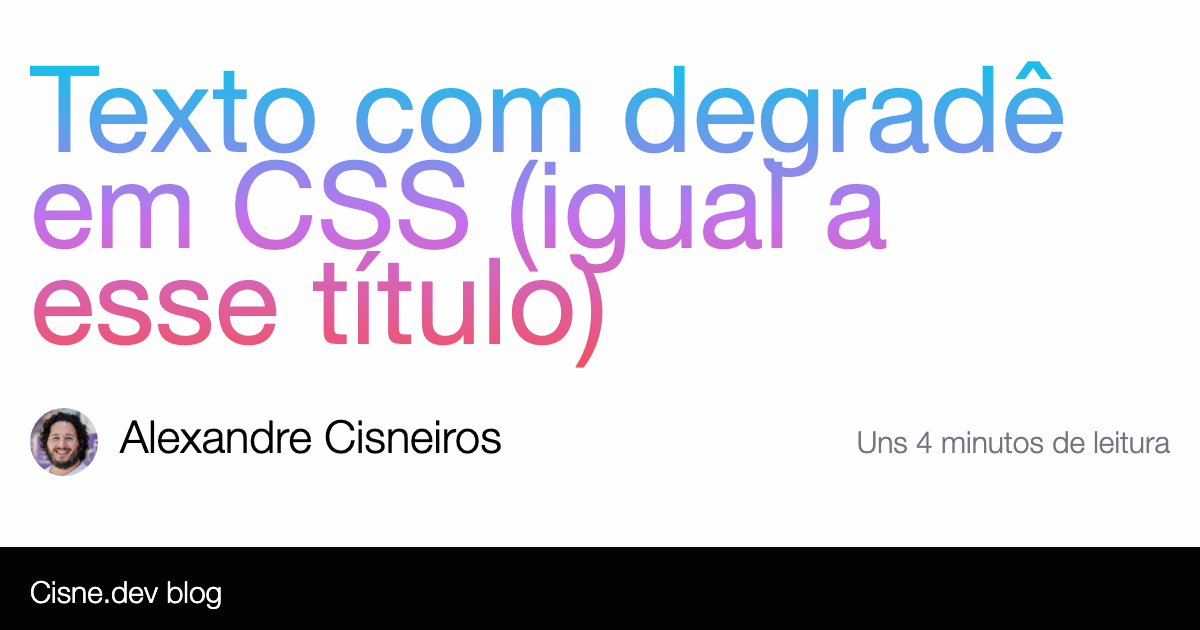 Texto com degradê
em CSS (igual a
esse título)
Alexandre Cisneiros
Uns 4 minutos de leitura
Cisne.dev blog